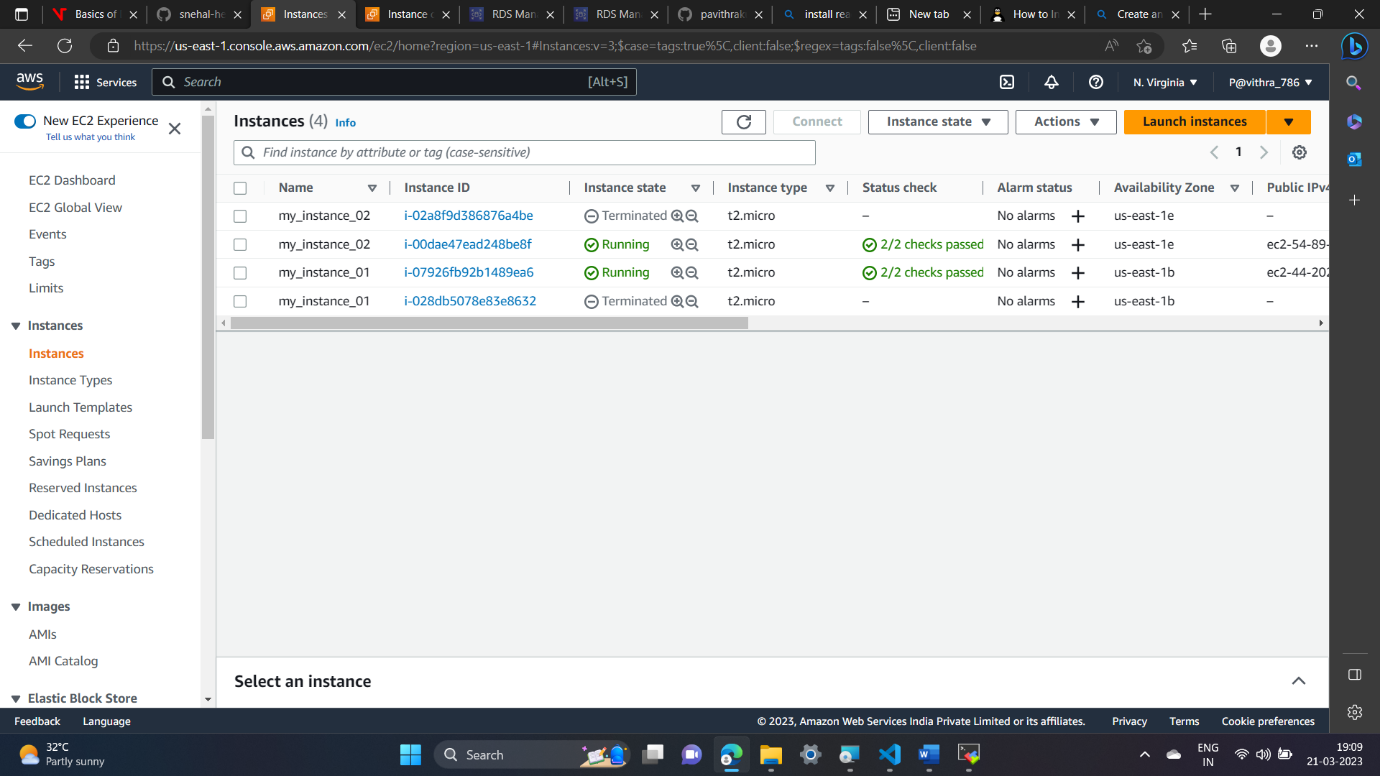 Basics of
snehal-he
Instances
Instance c
RDS Man
RDS Man
pavithrak
install rea
New tab
How to In
Create an
https://us-east-1.console.aws.amazon.com/ec2/home?region=us-east-1#Instances:v=3;$case=tags:true%5C,client:false;$regex=tags:false%5C,client:false
aws
Services
Search
[Alt+S]
N. Virginia
P@vithra_786
New EC2 Experience
Tell us what you think
EC2 Dashboard
EC2 Global View
Events
Tags
Limits
Instances
Instances
Instance Types
Launch Templates
Spot Requests
Savings Plans
Reserved Instances
Dedicated Hosts
Scheduled Instances
Capacity Reservations
Images
AMIs
AMI Catalog
Elastic Block Store
Instances (4) Info
Connect
Instance state
Actions
Launch instances
Find instance by attribute or tag (case-sensitive)
1
Name Instance ID Instance state Instance type Status check Alarm status Availability Zone Public IPv4
my_instance_02 i-02a8f9d386876a4be Terminated t2.micro – No alarms + us-east-1e –
my_instance_02 i-00dae47ead248be8f Running t2.micro 2/2 checks passed No alarms + us-east-1e ec2-54-89-
my_instance_01 i-07926fb92b1489ea6 Running t2.micro 2/2 checks passed No alarms + us-east-1b ec2-44-202
my_instance_01 i-028db5078e83e8632 Terminated t2.micro – No alarms + us-east-1b –
Select an instance
Feedback
Language
© 2023, Amazon Web Services India Private Limited or its affiliates.
Privacy
Terms
Cookie preferences
32°C
Partly sunny
Search
ENG
IN
19:09
21-03-2023